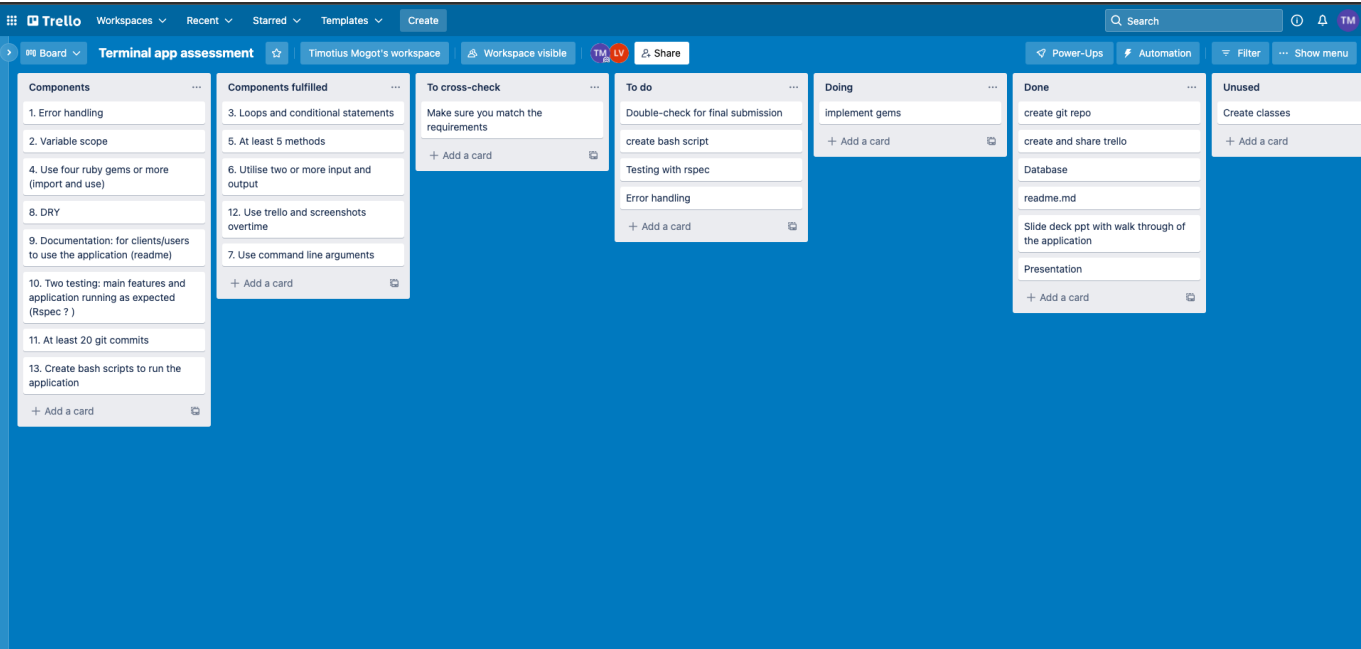 Trello Workspaces Recent Starred Templates Create Search TM
Board Terminal app assessment Timotius Mogot's workspace Workspace visible TM LV Share Power-Ups Automation Filter ... Show menu
Components ...
1. Error handling
2. Variable scope
4. Use four ruby gems or more
(import and use)
8. DRY
9. Documentation: for clients/users
to use the application (readme)
10. Two testing: main features and
application running as expected
(Rspec ? )
11. At least 20 git commits
13. Create bash scripts to run the
application
+ Add a card
Components fulfilled ...
3. Loops and conditional statements
5. At least 5 methods
6. Utilise two or more input and
output
12. Use trello and screenshots
overtime
7. Use command line arguments
+ Add a card
To cross-check ...
Make sure you match the
requirements
+ Add a card
To do ...
Double-check for final submission
create bash script
Testing with rspec
Error handling
+ Add a card
Doing ...
implement gems
+ Add a card
Done ...
create git repo
create and share trello
Database
readme.md
Slide deck ppt with walk through of
the application
Presentation
+ Add a card
Unused
Create classes
+ Add a card